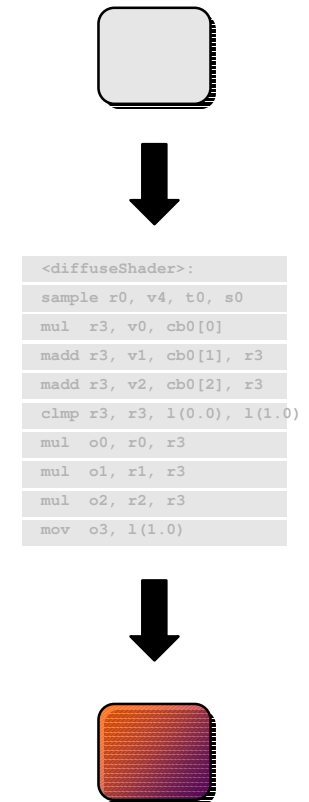 <diffuseShader>:
sample r0, v4, t0, s0
mul  r3, v0, cb0[0]
madd r3, v1, cb0[1], r3
madd r3, v2, cb0[2], r3
clmp r3, r3, l(0.0), l(1.0)
mul  o0, r0, r3
mul  o1, r1, r3
mul  o2, r2, r3
mov  o3, l(1.0)